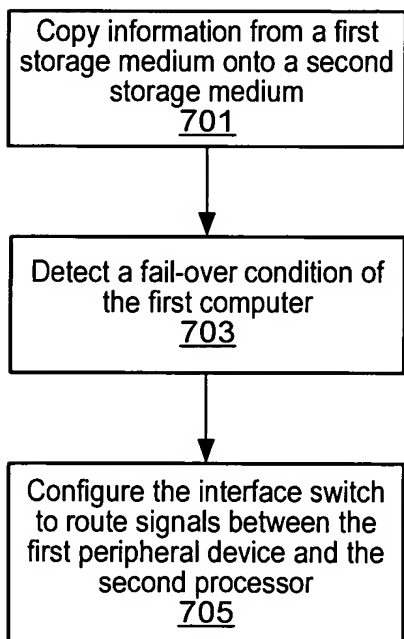 Copy information from a first
storage medium onto a second
storage medium
701
Detect a fail-over condition of
the first computer
703
Configure the interface switch
to route signals between the
first peripheral device and the
second processor
705